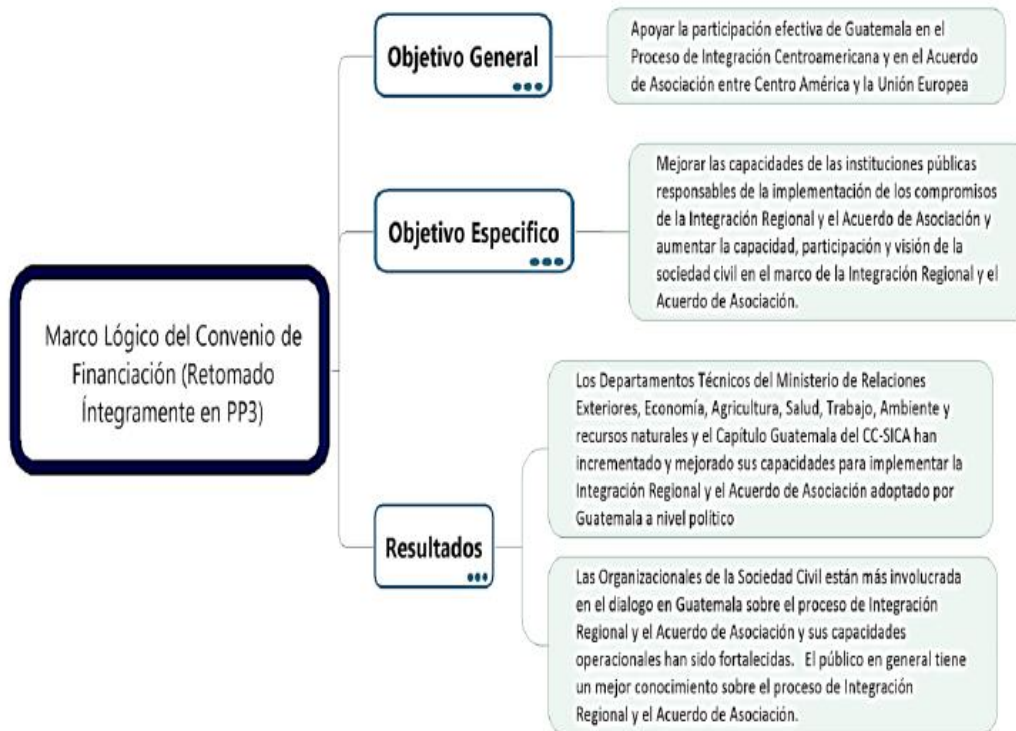 Marco Lógico del Convenio de
Financiación (Retomado
Íntegramente en PP3)
Objetivo General
Apoyar la participación efectiva de Guatemala en el
Proceso de Integración Centroamericana y en el Acuerdo
de Asociación entre Centro América y la Unión Europea
Objetivo Especifico
Mejorar las capacidades de las instituciones públicas
responsables de la implementación de los compromisos
de la Integración Regional y el Acuerdo de Asociación y
aumentar la capacidad, participación y visión de la
sociedad civil en el marco de la Integración Regional y el
Acuerdo de Asociación.
Resultados
Los Departamentos Técnicos del Ministerio de Relaciones
Exteriores, Economía, Agricultura, Salud, Trabajo, Ambiente y
recursos naturales y el Capítulo Guatemala del CC-SICA han
incrementado y mejorado sus capacidades para implementar la
Integración Regional y el Acuerdo de Asociación adoptado por
Guatemala a nivel político
Las Organizacionales de la Sociedad Civil están más involucrada
en el dialogo en Guatemala sobre el proceso de Integración
Regional y el Acuerdo de Asociación y sus capacidades
operacionales han sido fortalecidas. El público en general tiene
un mejor conocimiento sobre el proceso de Integración
Regional y el Acuerdo de Asociación.